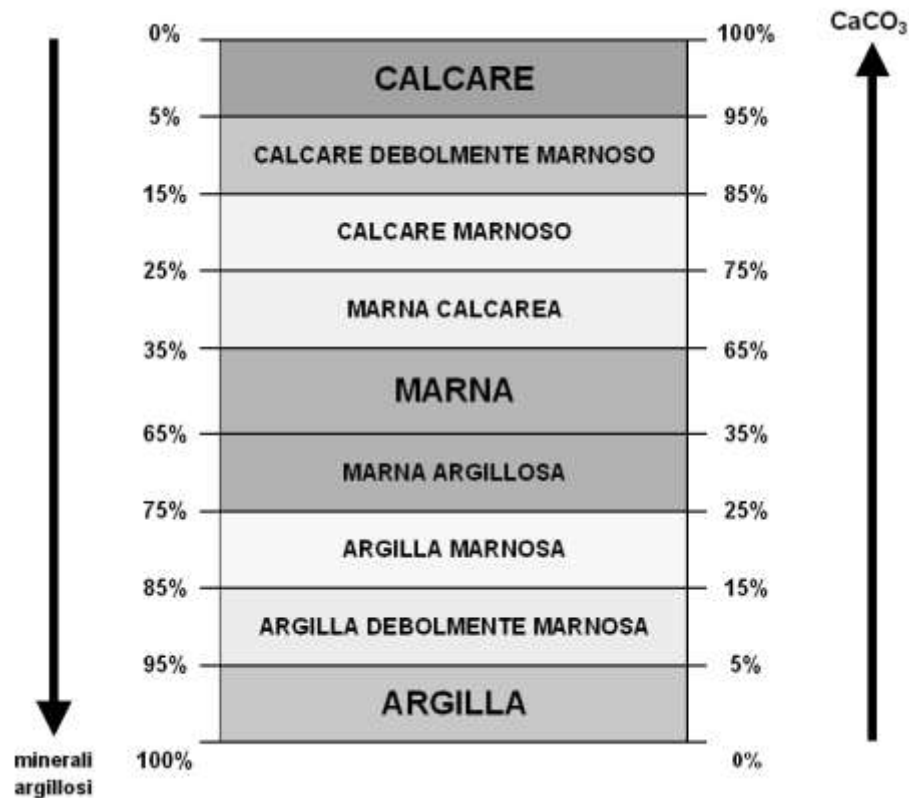 0% 100% CaCO₃
CALCARE
5% 95%
CALCARE DEBOLMENTE MARNOSO
15% 85%
CALCARE MARNOSO
25% 75%
MARNA CALCAREA
35% 65%
MARNA
65% 35%
MARNA ARGILLOSA
75% 25%
ARGILLA MARNOSA
85% 15%
ARGILLA DEBOLMENTE MARNOSA
95% 5%
ARGILLA
100% 0%
minerali
argillosi